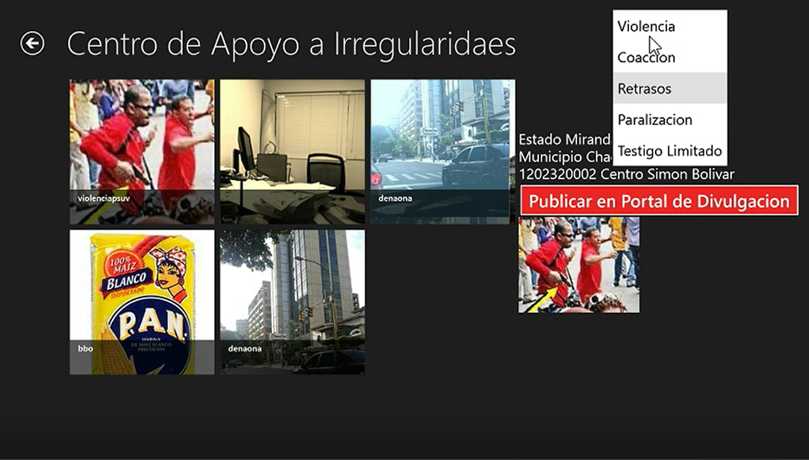 Centro de Apoyo a Irregularidaes
Violencia
Coaccion
Retrasos
Paralizacion
Testigo Limitado
violenciapsuv
denaona
Estado Mirand
Municipio Cha
1202320002 Centro Simon Bolivar
Publicar en Portal de Divulgacion
100%
MAIZ
BLANCO
P.A.N.
bbo
denaona